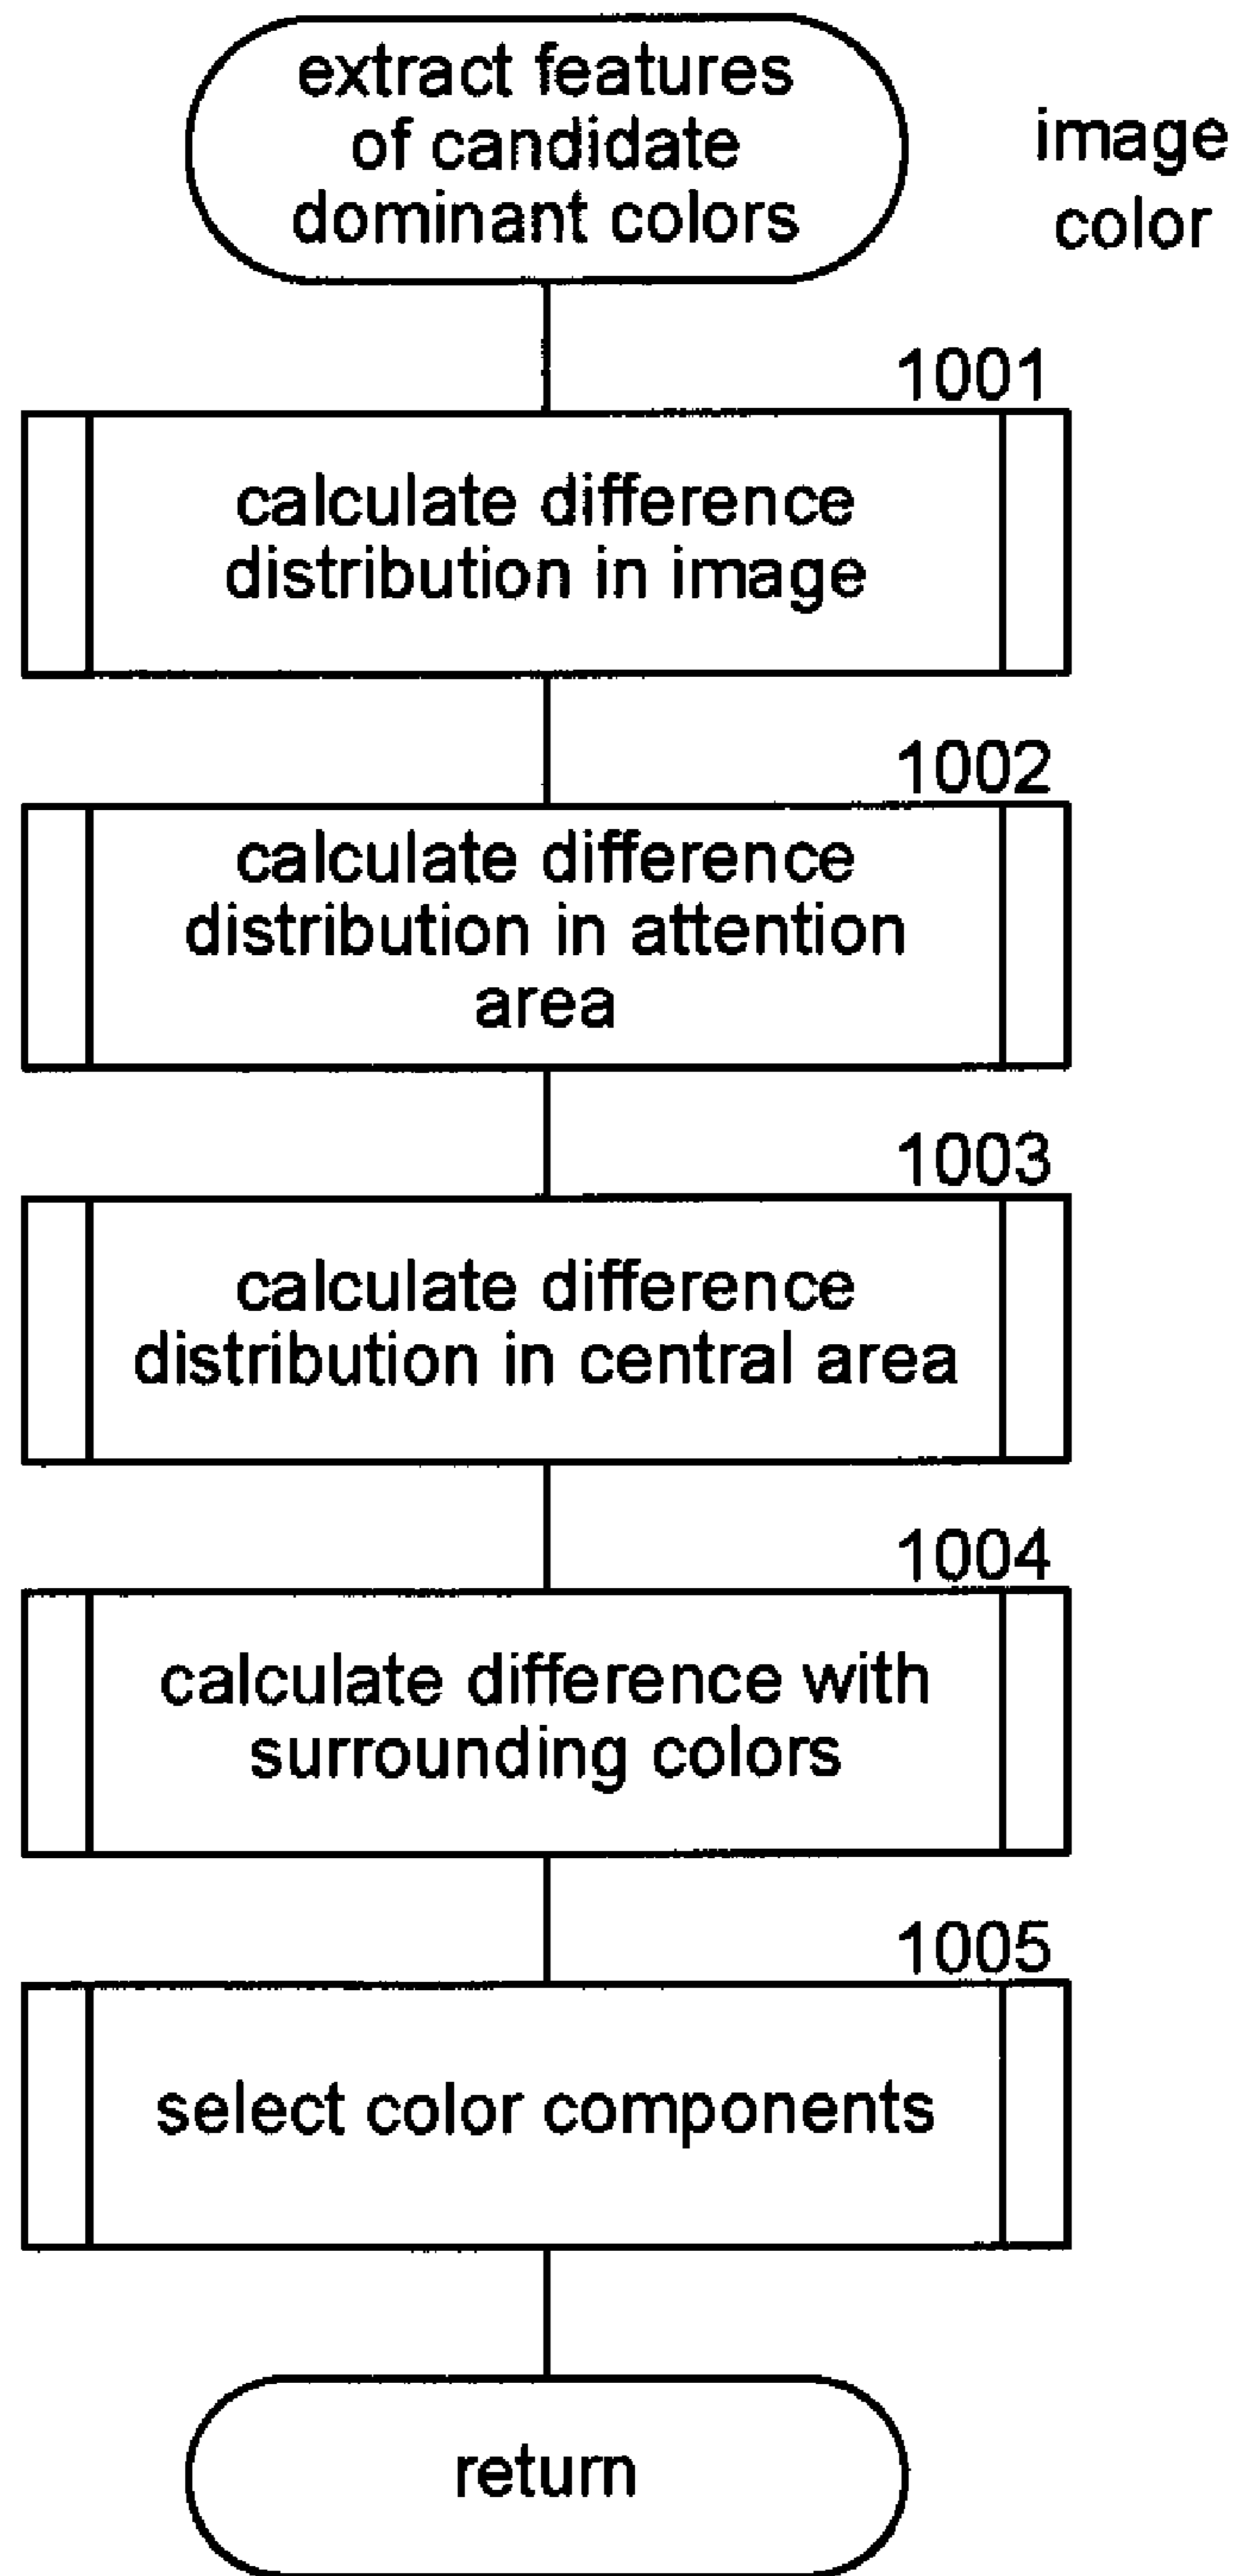 extract features
of candidate
dominant colors
image
color
1001
calculate difference
distribution in image
1002
calculate difference
distribution in attention
area
1003
calculate difference
distribution in central area
1004
calculate difference with
surrounding colors
1005
select color components
return